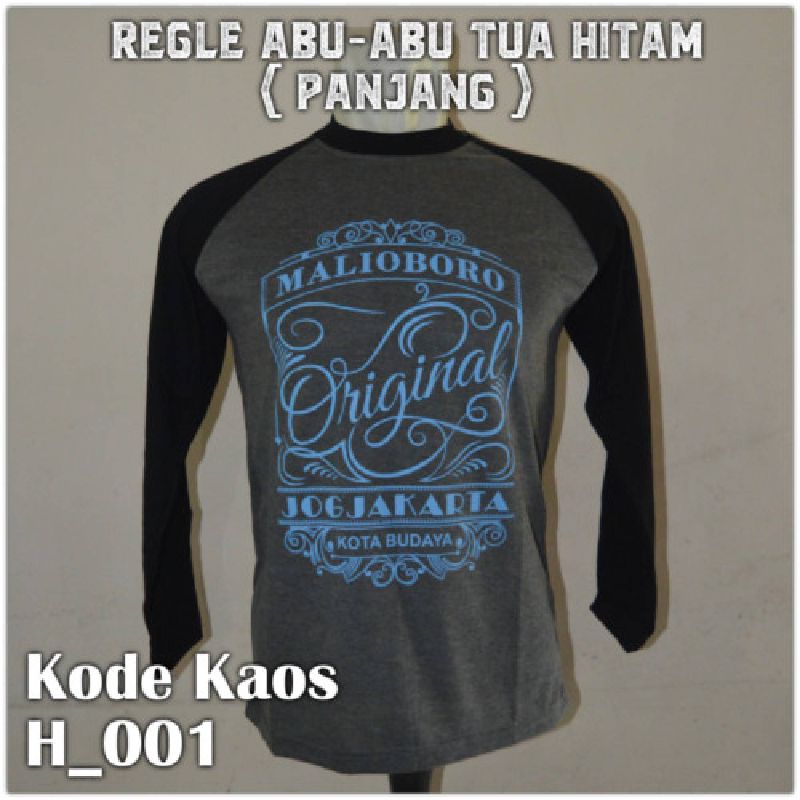 REGLE ABU-ABU TUA HITAM
( PANJANG )
MALIOBORO
Original
JOGJAKARTA
KOTA BUDAYA
Kode Kaos
H_001